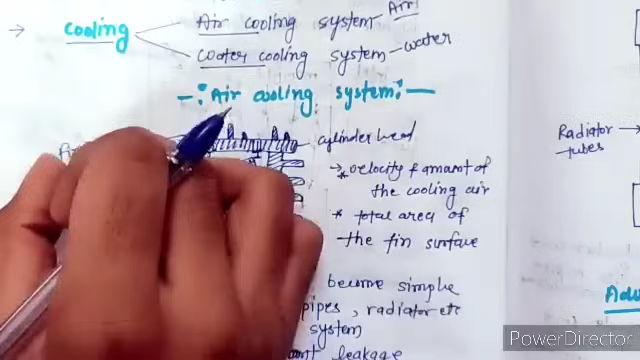 → Cooling
Air cooling system - Air
Water cooling system - water
-: Air cooling system :-
cylinder head
→ velocity & amount of
* the cooling air
* total area of
the fin surface
become simple
pipes, radiator etc
system
leakage
Radiator →
tubes
PowerDirector